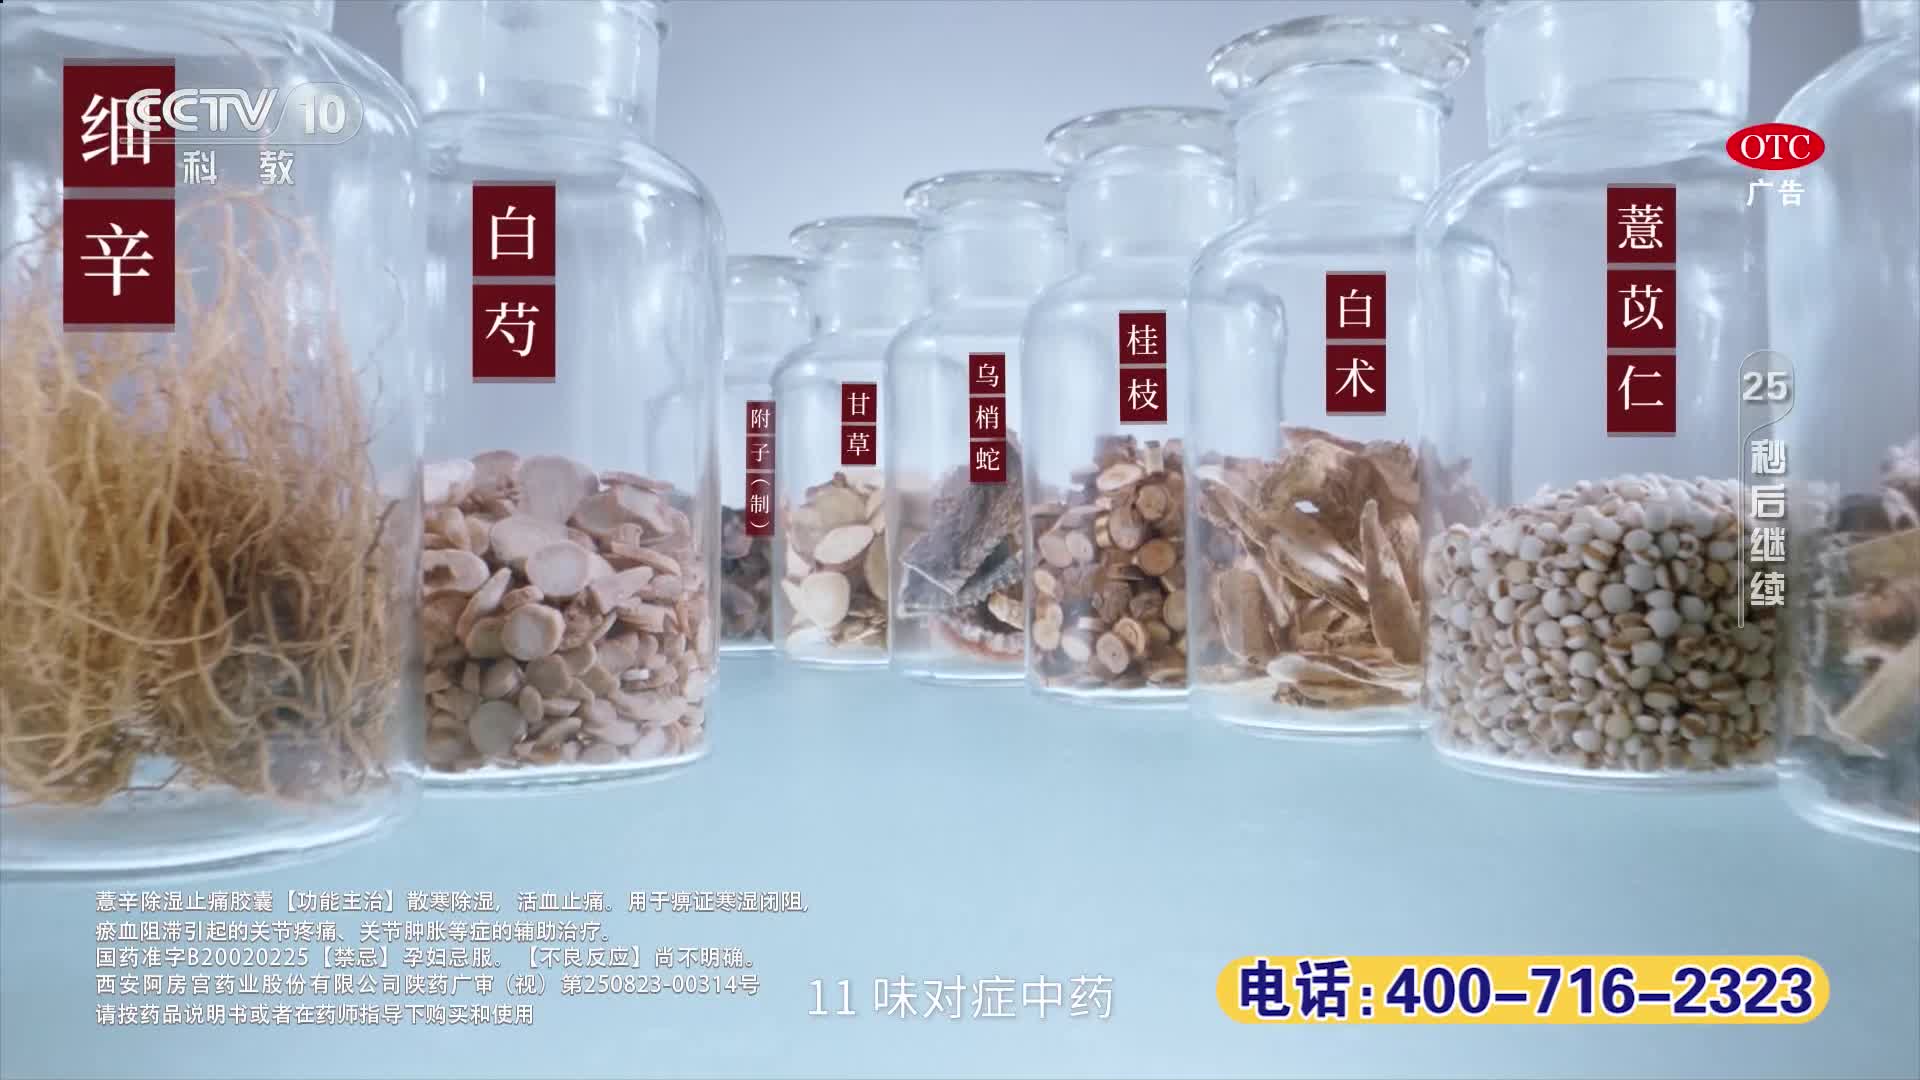 细辛
CCTV 10
科 教
白芍
附子（制）
甘草
乌梢蛇
桂枝
白术
薏苡仁
OTC
广告
25秒后继续
薏辛除湿止痛胶囊【功能主治】散寒除湿，活血止痛。用于痹证寒湿闭阻，
瘀血阻滞引起的关节疼痛、关节肿胀等症的辅助治疗。
国药准字B20020225【禁忌】孕妇忌服。【不良反应】尚不明确。
西安阿房宫药业股份有限公司陕药广审（视）第250823-00314号
请按药品说明书或者在药师指导下购买和使用
11 味对症中药
电话:400-716-2323